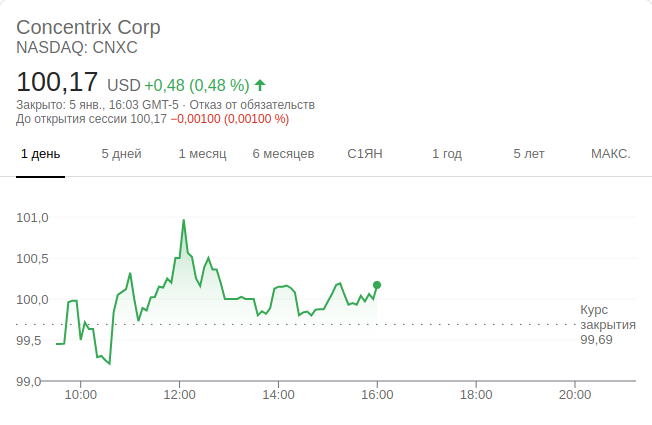 Concentrix Corp
NASDAQ: CNXC
100,17 USD +0,48 (0,48 %)
Закрыто: 5 янв., 16:03 GMT-5 · Отказ от обязательств
До открытия сессии 100,17 −0,00100 (0,00100 %)
1 день 5 дней 1 месяц 6 месяцев С1ЯН 1 год 5 лет МАКС.
101,0
100,5
100,0
Курс
закрытия
99,69
99,5
99,0
10:00 12:00 14:00 16:00 18:00 20:00